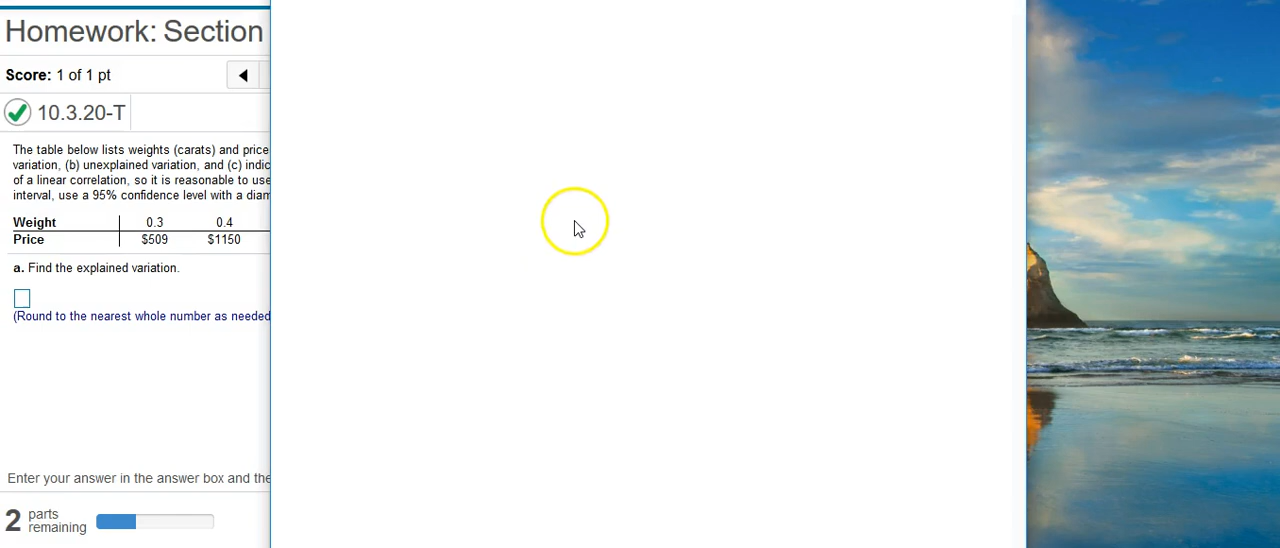 Homework: Section
Score: 1 of 1 pt
10.3.20-T
The table below lists weights (carats) and price
variation, (b) unexplained variation, and (c) indic
of a linear correlation, so it is reasonable to use
interval, use a 95% confidence level with a diam
Weight 0.3 0.4
Price $509 $1150
a. Find the explained variation.
(Round to the nearest whole number as needed
Enter your answer in the answer box and the
2 parts
remaining